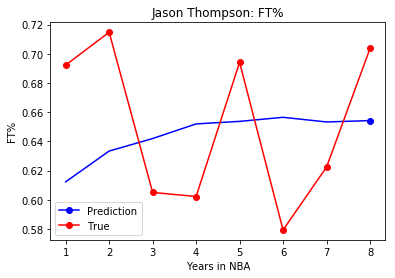 Jason Thompson: FT%
0.72
0.70
0.68
0.66
0.64
0.62
0.60
0.58
FT%
Prediction
True
1 2 3 4 5 6 7 8
Years in NBA